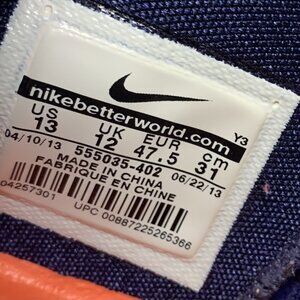 nikebetterworld.com
US UK EUR cm Y3
13 12 47.5 31
04/10/13 555035-402 06/22/13
MADE IN CHINA
FABRIQUE EN CHINE
04257301
UPC 00887225265366